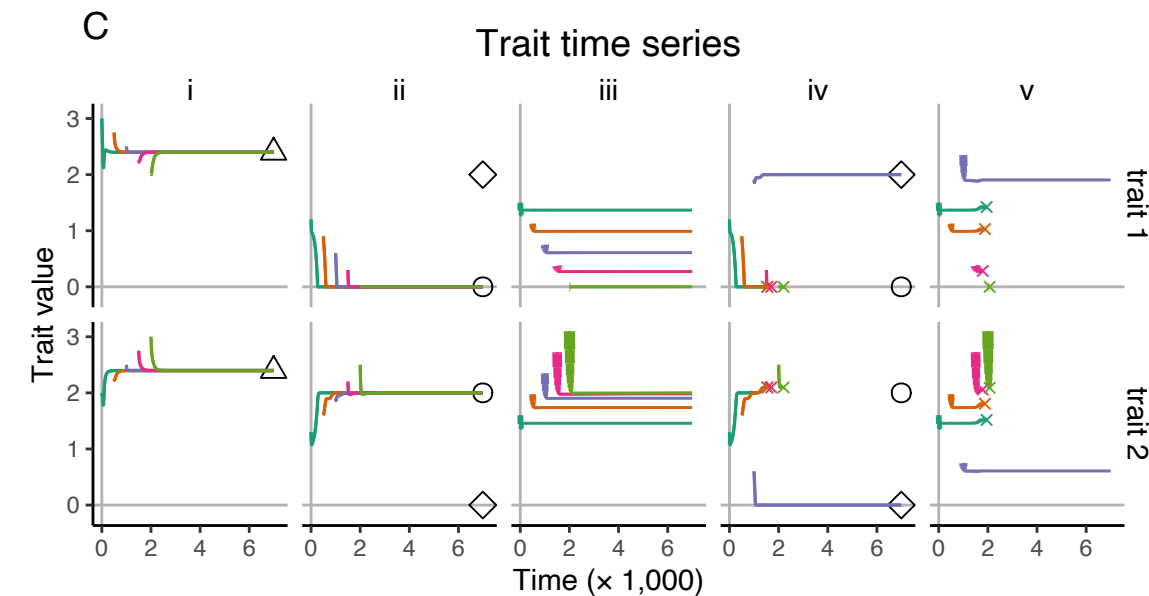 C
Trait time series
i ii iii iv v
3
2
1
0
trait 1
Trait value
3
2
1
0
trait 2
0 2 4 6 0 2 4 6 0 2 4 6 0 2 4 6 0 2 4 6
Time (× 1,000)